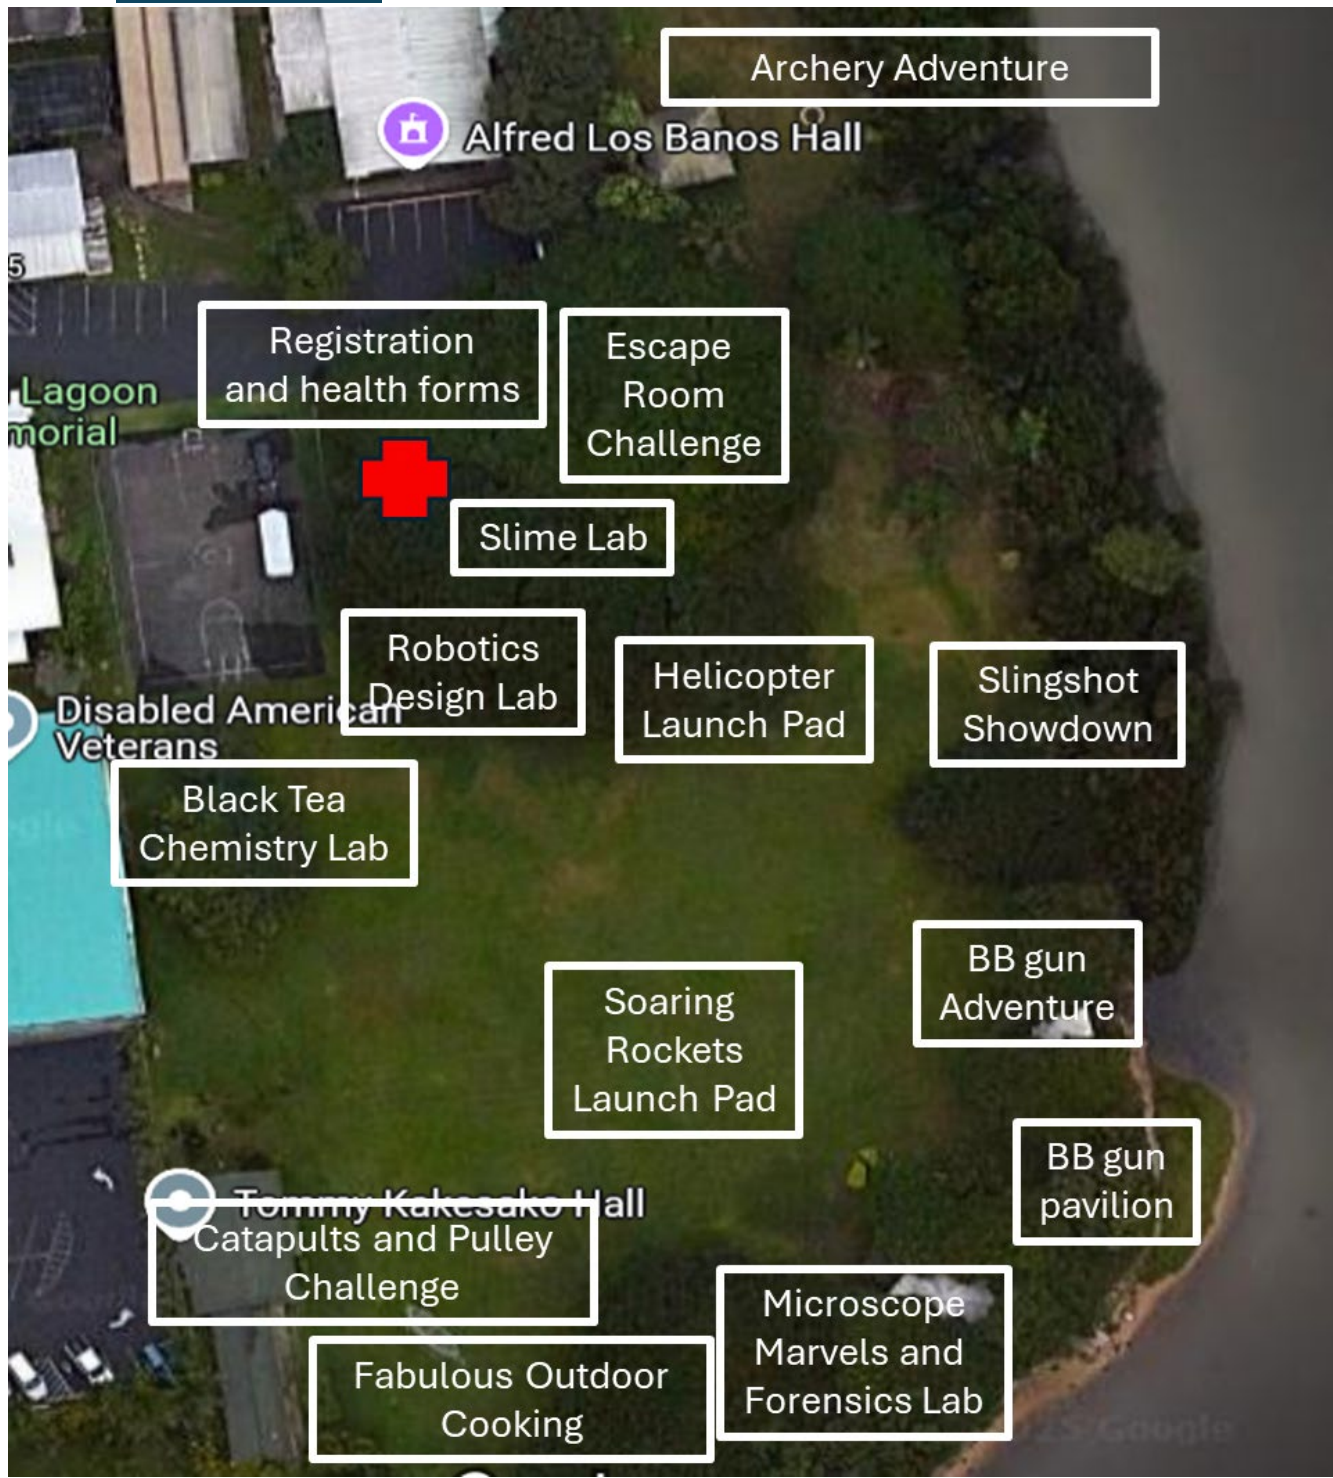 Archery Adventure
Alfred Los Banos Hall
5
Registration
and health forms
Escape
Room
Challenge
Lagoon
morial
Slime Lab
Robotics
Design Lab
Helicopter
Launch Pad
Slingshot
Showdown
Disabled American
Veterans
Black Tea
Chemistry Lab
BB gun
Adventure
Soaring
Rockets
Launch Pad
BB gun
pavilion
Tommy Kakesako Hall
Catapults and Pulley
Challenge
Microscope
Marvels and
Forensics Lab
Fabulous Outdoor
Cooking
Google